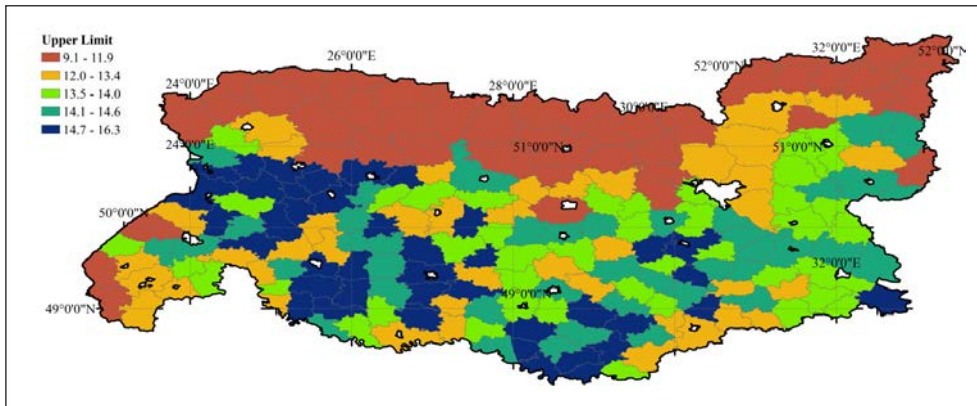 Upper Limit
9.1 - 11.9
12.0 - 13.4
13.5 - 14.0
14.1 - 14.6
14.7 - 16.3
24°0'0"E
26°0'0"E
28°0'0"E
30°0'0"E
32°0'0"E
52°0'0"N
52°0'0"N
24°0'0"E
51°0'0"N
51°0'0"N
50°0'0"N
32°0'0"E
49°0'0"N
49°0'0"N